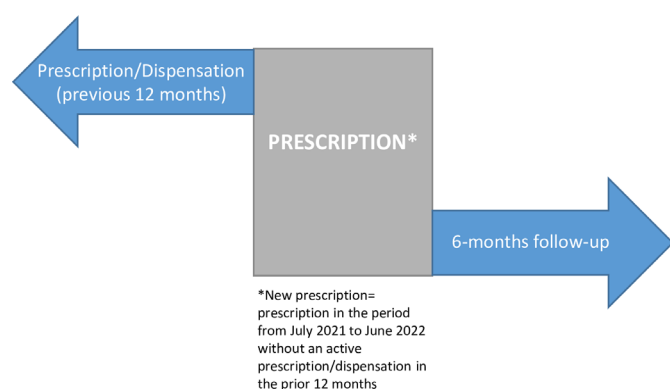 Prescription/Dispensation
(previous 12 months)
PRESCRIPTION*
6-months follow-up
*New prescription=
prescription in the period
from July 2021 to June 2022
without an active
prescription/dispensation in
the prior 12 months